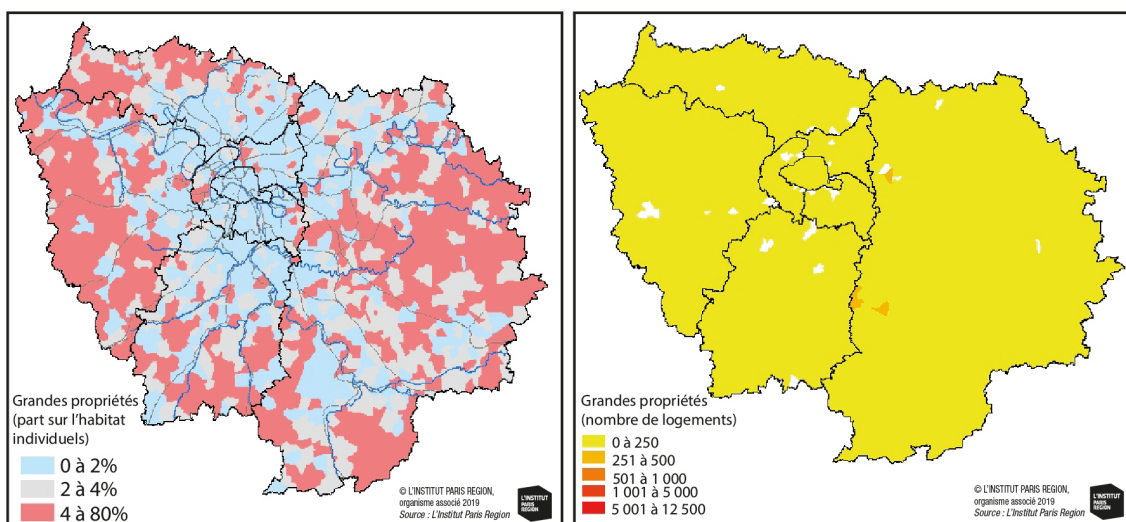 Grandes propriétés
(part sur l'habitat
individuels)
0 à 2%
2 à 4%
4 à 80%
© L'INSTITUT PARIS REGION,
organisme associé 2019
Source : L'Institut Paris Region
L'INSTITUT
PARIS
REGION
Grandes propriétés
(nombre de logements)
0 à 250
251 à 500
501 à 1 000
1 001 à 5 000
5 001 à 12 500
© L'INSTITUT PARIS REGION,
organisme associé 2019
Source : L'Institut Paris Region
L'INSTITUT
PARIS
REGION